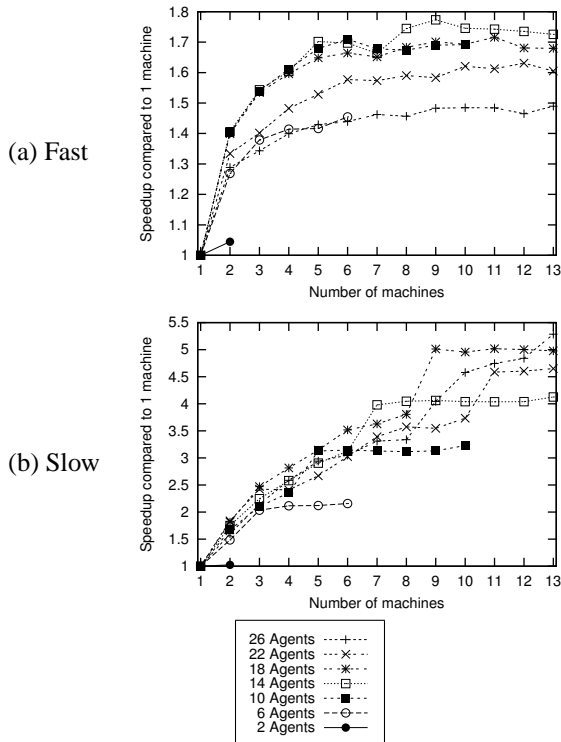 (a) Fast
Speedup compared to 1 machine
1.8
1.7
1.6
1.5
1.4
1.3
1.2
1.1
1
1 2 3 4 5 6 7 8 9 10 11 12 13
Number of machines
(b) Slow
Speedup compared to 1 machine
5.5
5
4.5
4
3.5
3
2.5
2
1.5
1
1 2 3 4 5 6 7 8 9 10 11 12 13
Number of machines
26 Agents
22 Agents
18 Agents
14 Agents
10 Agents
6 Agents
2 Agents